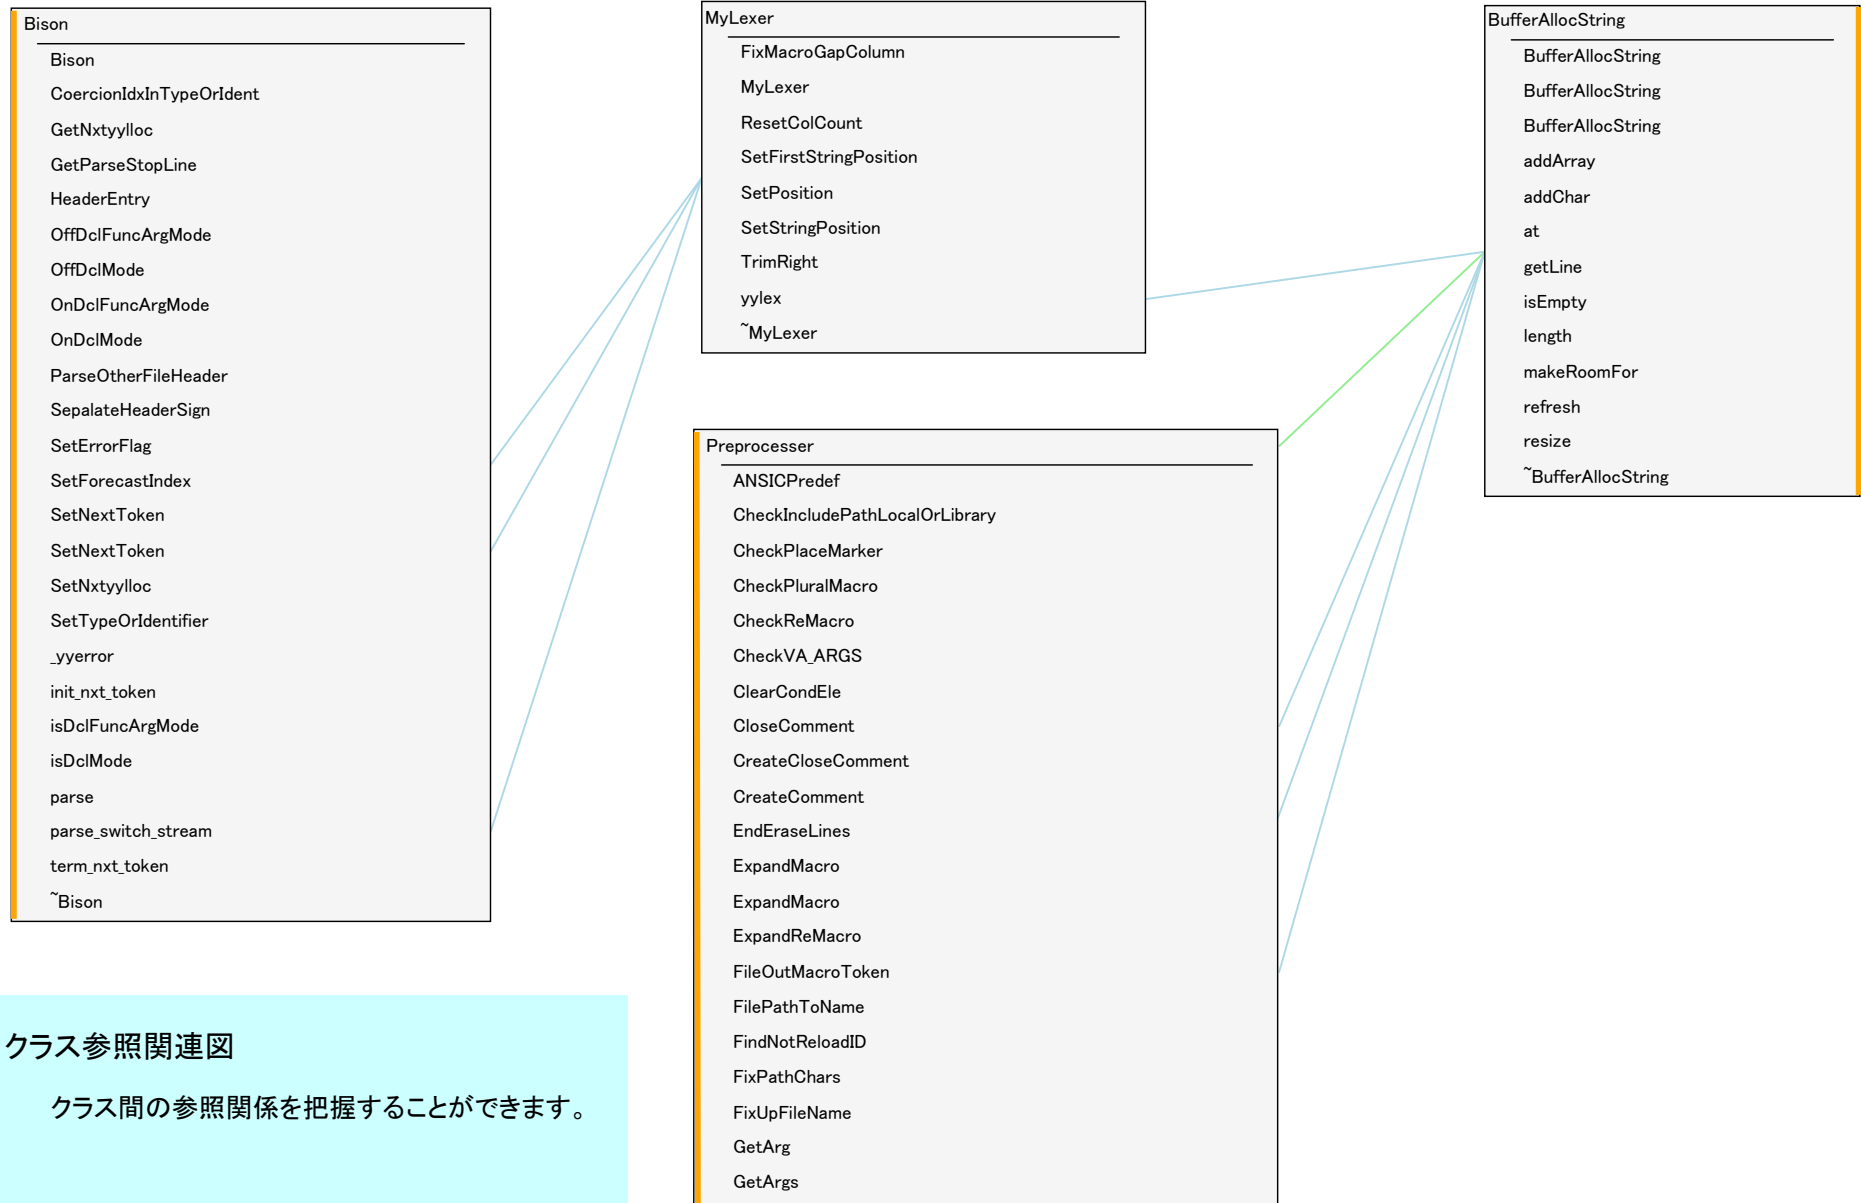 Bison
Bison
CoercionIdxInTypeOrIdent
GetNxtyylloc
GetParseStopLine
HeaderEntry
OffDclFuncArgMode
OffDclMode
OnDclFuncArgMode
OnDclMode
ParseOtherFileHeader
SepalateHeaderSign
SetErrorFlag
SetForecastIndex
SetNextToken
SetNextToken
SetNxtyylloc
SetTypeOrIdentifier
_yyerror
init_nxt_token
isDclFuncArgMode
isDclMode
parse
parse_switch_stream
term_nxt_token
~Bison
MyLexer
FixMacroGapColumn
MyLexer
ResetColCount
SetFirstStringPosition
SetPosition
SetStringPosition
TrimRight
yylex
~MyLexer
BufferAllocString
BufferAllocString
BufferAllocString
BufferAllocString
addArray
addChar
at
getLine
isEmpty
length
makeRoomFor
refresh
resize
~BufferAllocString
Preprocesser
ANSICPredef
CheckIncludePathLocalOrLibrary
CheckPlaceMarker
CheckPluralMacro
CheckReMacro
CheckVA_ARGS
ClearCondEle
CloseComment
CreateCloseComment
CreateComment
EndEraseLines
ExpandMacro
ExpandMacro
ExpandReMacro
FileOutMacroToken
FilePathToName
FindNotReloadID
FixPathChars
FixUpFileName
GetArg
GetArgs
クラス参照関連図
クラス間の参照関係を把握することができます。